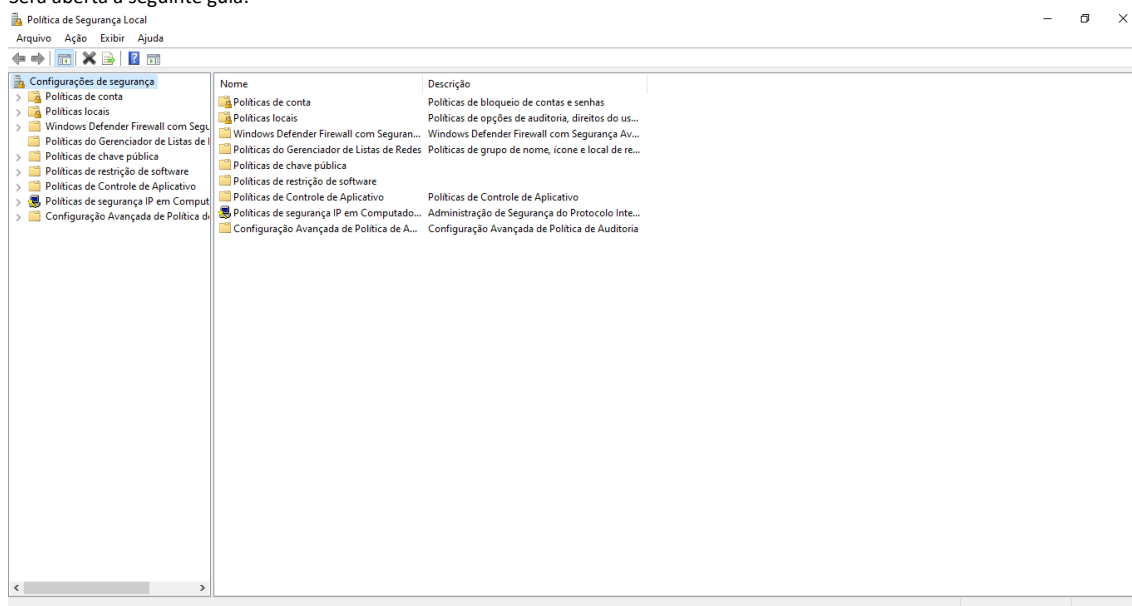 Será aberta a seguinte guia:
Política de Segurança Local
Arquivo Ação Exibir Ajuda
Configurações de segurança
Políticas de conta
Políticas locais
Windows Defender Firewall com Segu
Políticas do Gerenciador de Listas de
Políticas de chave pública
Políticas de restrição de software
Políticas de Controle de Aplicativo
Políticas de segurança IP em Comput
Configuração Avançada de Política de
Nome Descrição
Políticas de conta Políticas de bloqueio de contas e senhas
Políticas locais Políticas de opções de auditoria, direitos do us...
Windows Defender Firewall com Seguran... Windows Defender Firewall com Segurança Av...
Políticas do Gerenciador de Listas de Redes Políticas de grupo de nome, ícone e local de re...
Políticas de chave pública
Políticas de restrição de software
Políticas de Controle de Aplicativo Políticas de Controle de Aplicativo
Políticas de segurança IP em Computado... Administração de Segurança do Protocolo Inte...
Configuração Avançada de Política de A... Configuração Avançada de Política de Auditoria